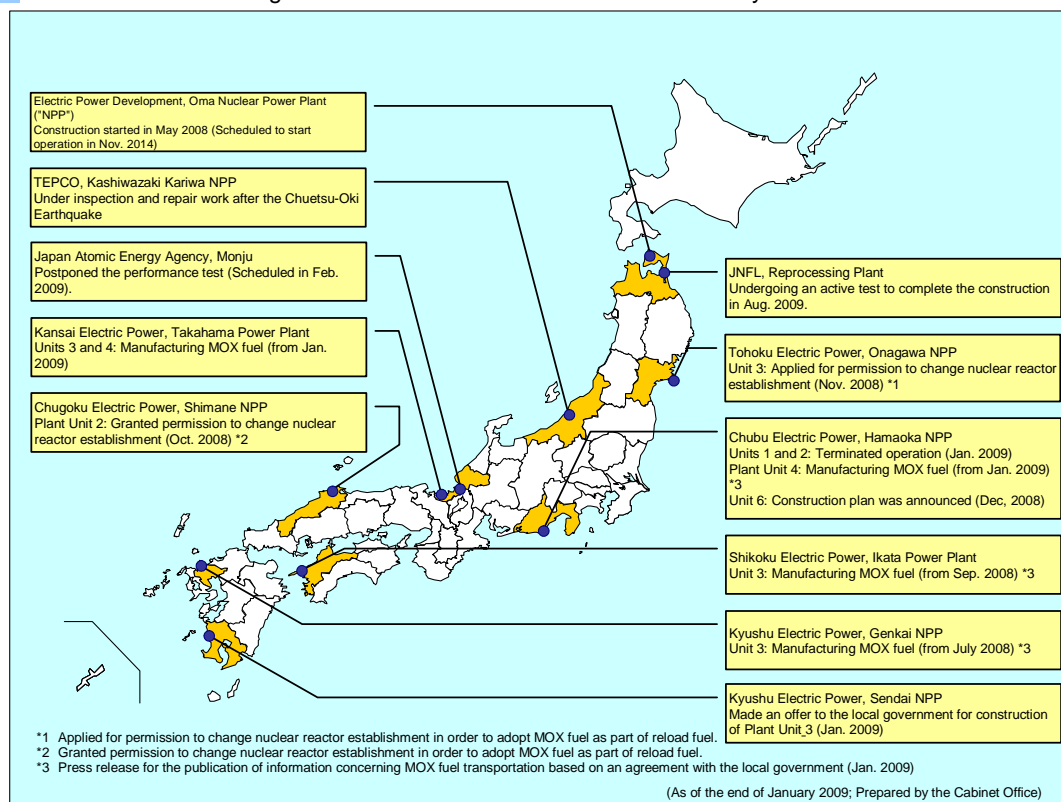 Electric Power Development, Oma Nuclear Power Plant
("NPP")
Construction started in May 2008 (Scheduled to start
operation in Nov. 2014)
TEPCO, Kashiwazaki Kariwa NPP
Under inspection and repair work after the Chuetsu-Oki
Earthquake
Japan Atomic Energy Agency, Monju
Postponed the performance test (Scheduled in Feb.
2009).
Kansai Electric Power, Takahama Power Plant
Units 3 and 4: Manufacturing MOX fuel (from Jan.
2009)
Chugoku Electric Power, Shimane NPP
Plant Unit 2: Granted permission to change nuclear
reactor establishment (Oct. 2008) *2
JNFL, Reprocessing Plant
Undergoing an active test to complete the construction
in Aug. 2009.
Tohoku Electric Power, Onagawa NPP
Unit 3: Applied for permission to change nuclear reactor
establishment (Nov. 2008) *1
Chubu Electric Power, Hamaoka NPP
Units 1 and 2: Terminated operation (Jan. 2009)
Plant Unit 4: Manufacturing MOX fuel (from Jan. 2009)
*3
Unit 6: Construction plan was announced (Dec, 2008)
Shikoku Electric Power, Ikata Power Plant
Unit 3: Manufacturing MOX fuel (from Sep. 2008) *3
Kyushu Electric Power, Genkai NPP
Unit 3: Manufacturing MOX fuel (from July 2008) *3
Kyushu Electric Power, Sendai NPP
Made an offer to the local government for construction
of Plant Unit 3 (Jan. 2009)
*1 Applied for permission to change nuclear reactor establishment in order to adopt MOX fuel as part of reload fuel.
*2 Granted permission to change nuclear reactor establishment in order to adopt MOX fuel as part of reload fuel.
*3 Press release for the publication of information concerning MOX fuel transportation based on an agreement with the local government (Jan. 2009)
(As of the end of January 2009; Prepared by the Cabinet Office)